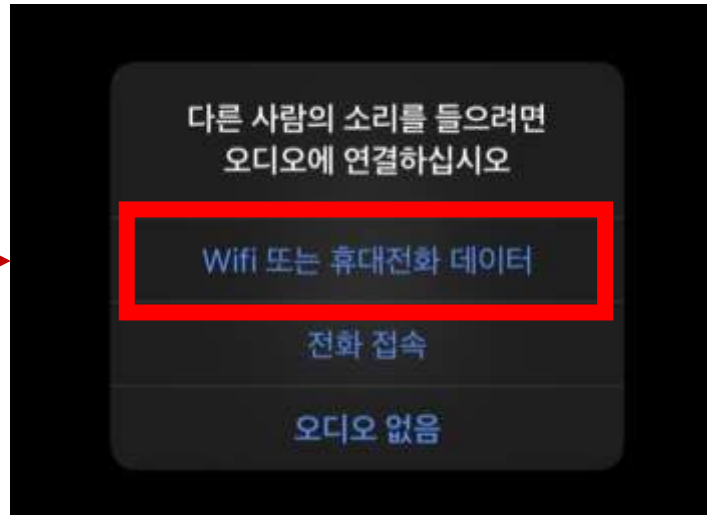 다른 사람의 소리를 들으려면
오디오에 연결하십시오
Wifi 또는 휴대전화 데이터
전화 접속
오디오 없음